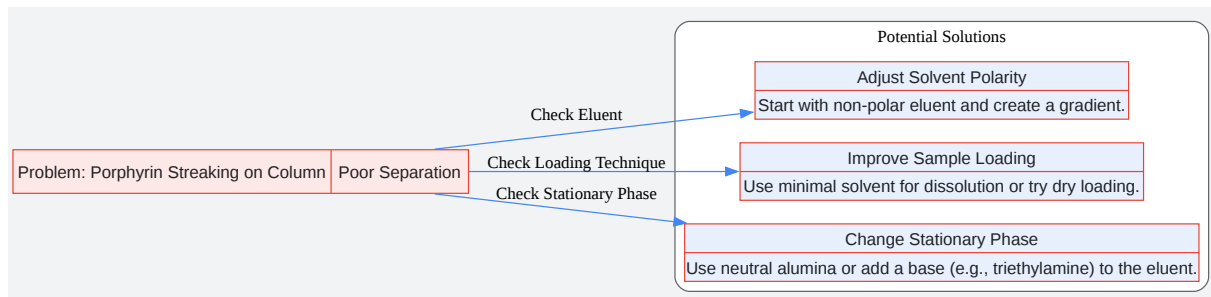 Potential Solutions
Adjust Solvent Polarity
Start with non-polar eluent and create a gradient.
Check Eluent
Improve Sample Loading
Check Loading Technique
Problem: Porphyrin Streaking on Column
Poor Separation
Use minimal solvent for dissolution or try dry loading.
Check Stationary Phase
Change Stationary Phase
Use neutral alumina or add a base (e.g., triethylamine) to the eluent.